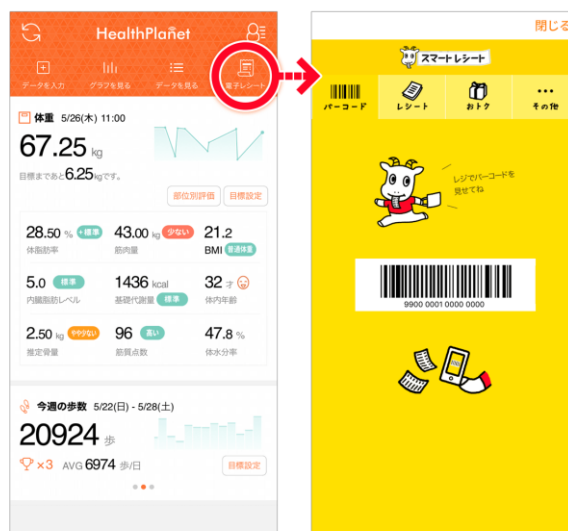 HealthPlanet
データを入力
グラフを見る
データを見る
電子レシート
体重 5/26(木) 11:00
67.25 kg
目標まであと6.25kgです。
部位別評価
目標設定
28.50 % +標準
体脂肪率
43.00 kg 少ない
筋肉量
21.2
BMI 普通体重
5.0 標準
内臓脂肪レベル
1436 kcal
基礎代謝量 標準
32 才
体内年齢
2.50 kg やや少ない
推定骨量
96 高い
筋質点数
47.8 %
体水分率
今週の歩数 5/22(日) - 5/28(土)
20924 歩
×3 AVG 6974 歩/日
目標設定
閉じる
スマートレシート
バーコード
レシート
おトク
その他
レジでバーコードを
見せてね
9900 0001 0000 0000